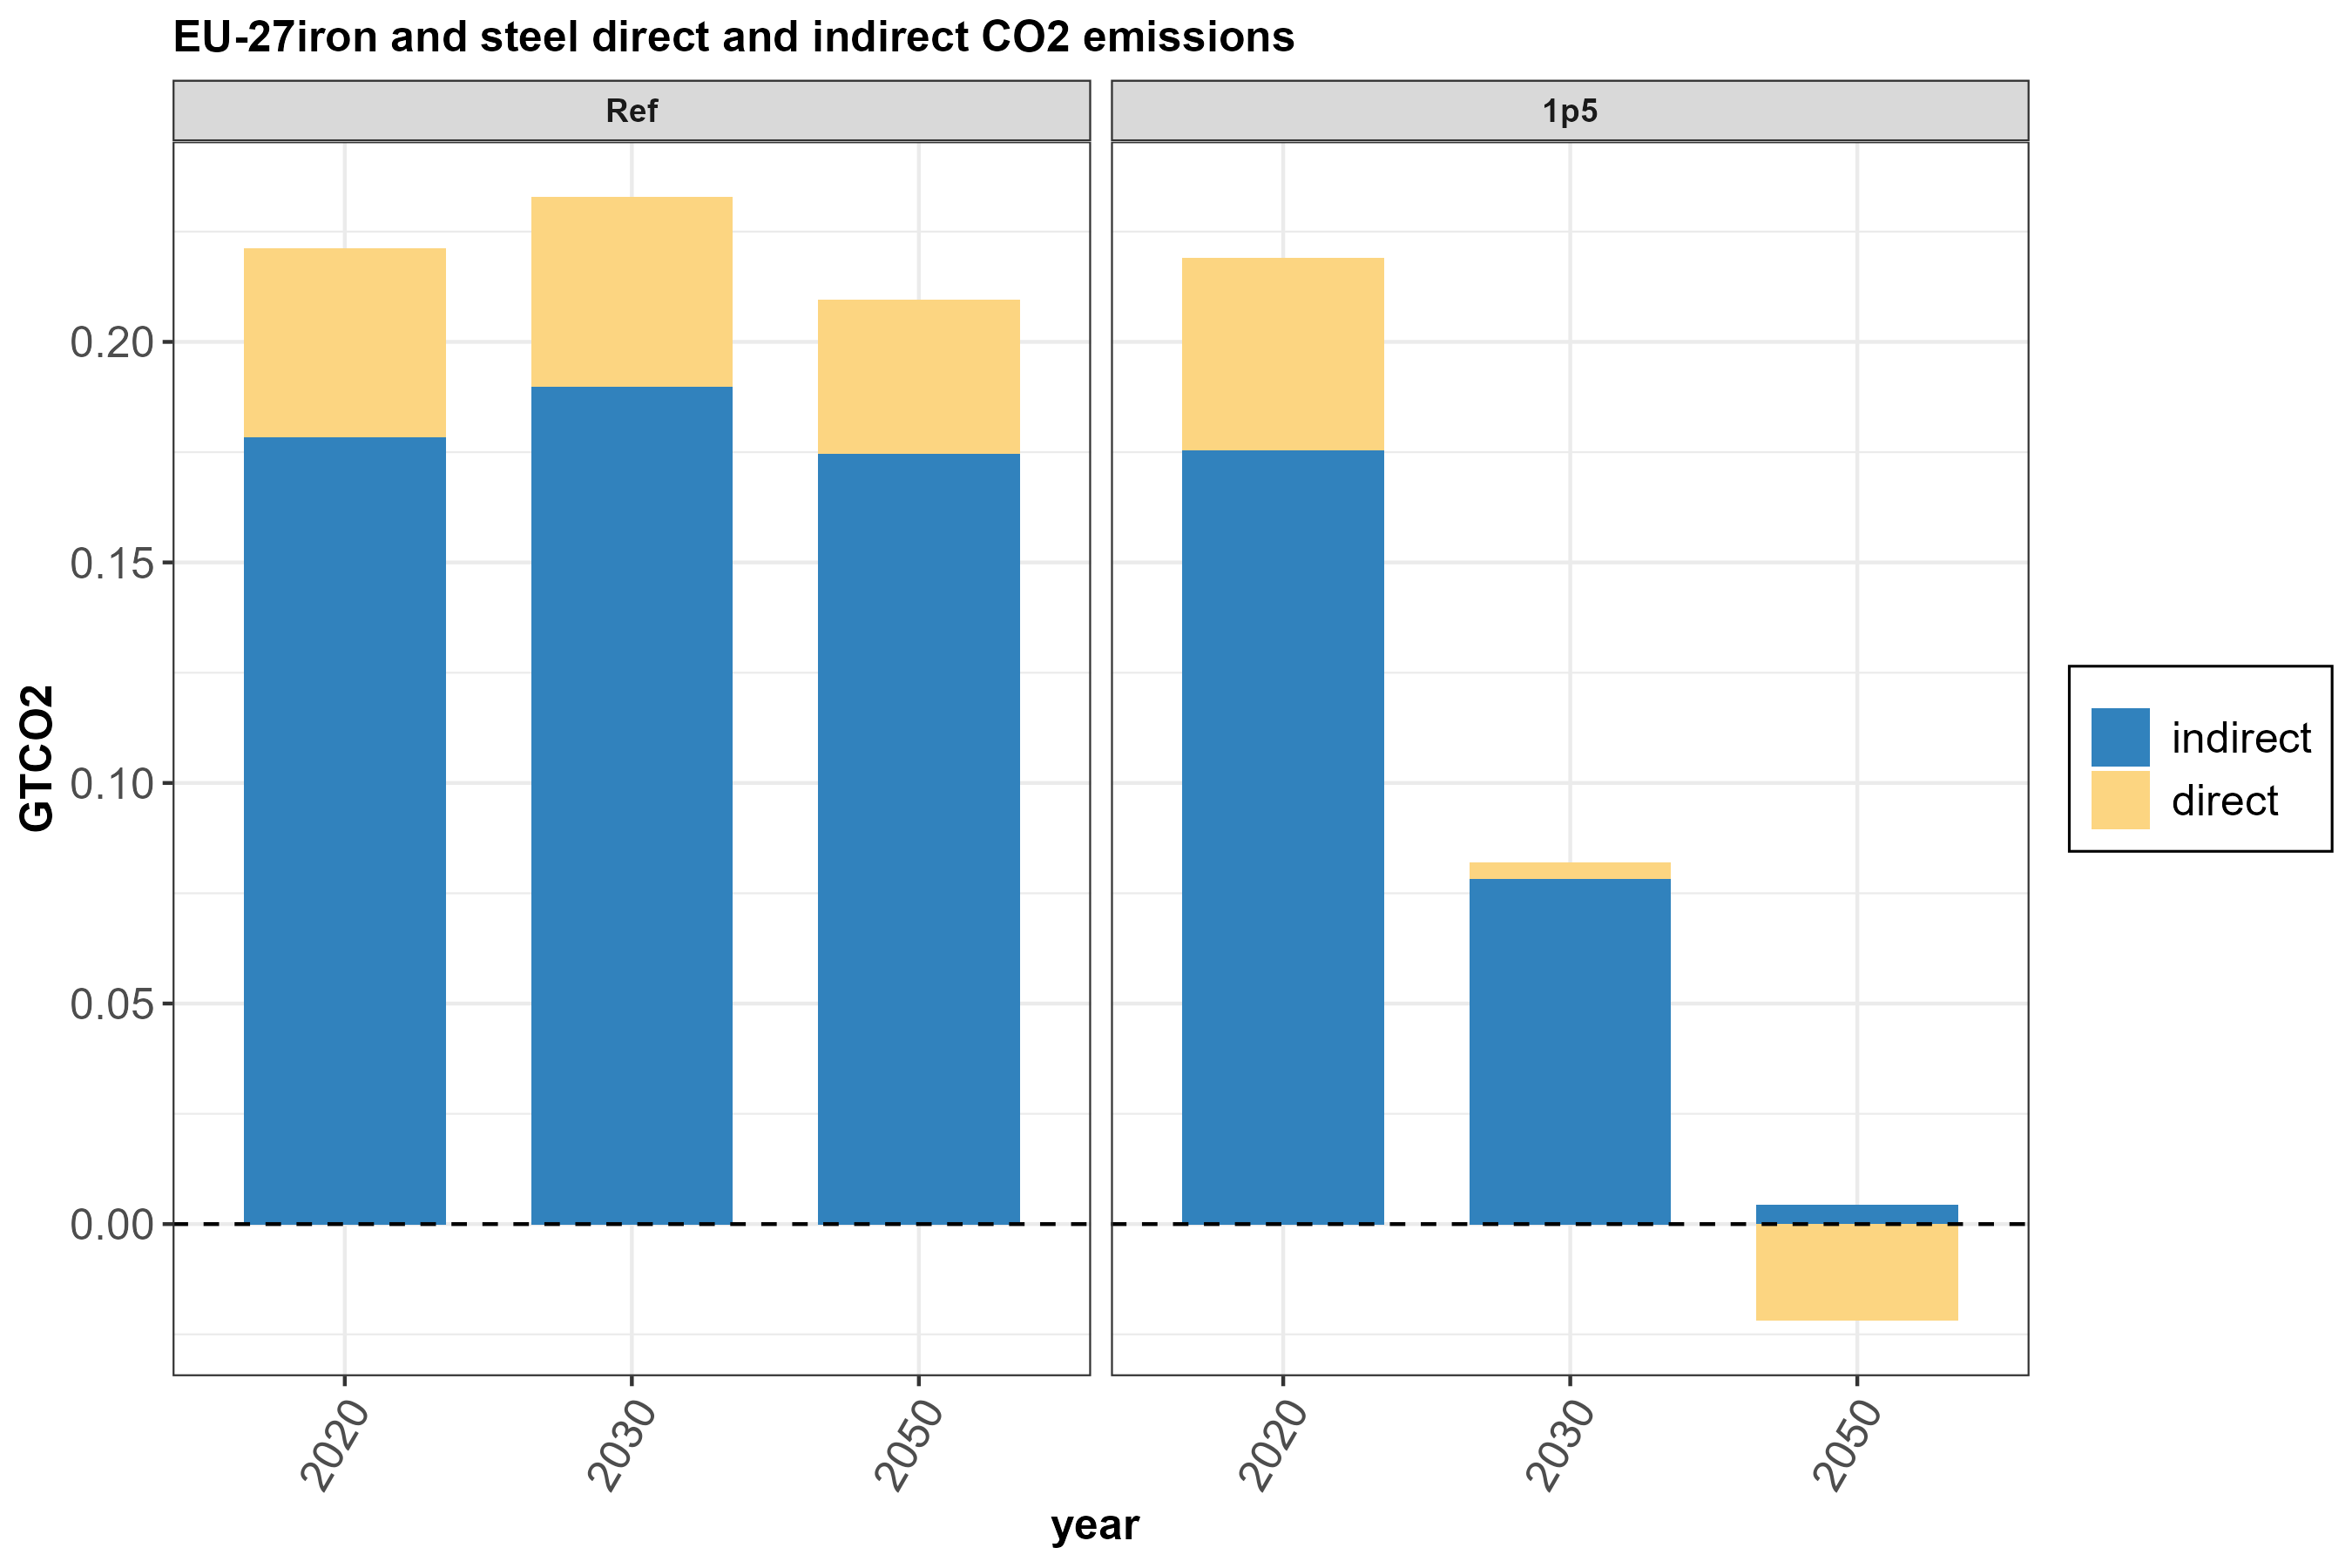 EU-27iron and steel direct and indirect CO2 emissions
Ref
1p5
GTCO2
0.20
0.15
0.10
0.05
0.00
2020
2030
2050
2020
2030
2050
year
indirect
direct